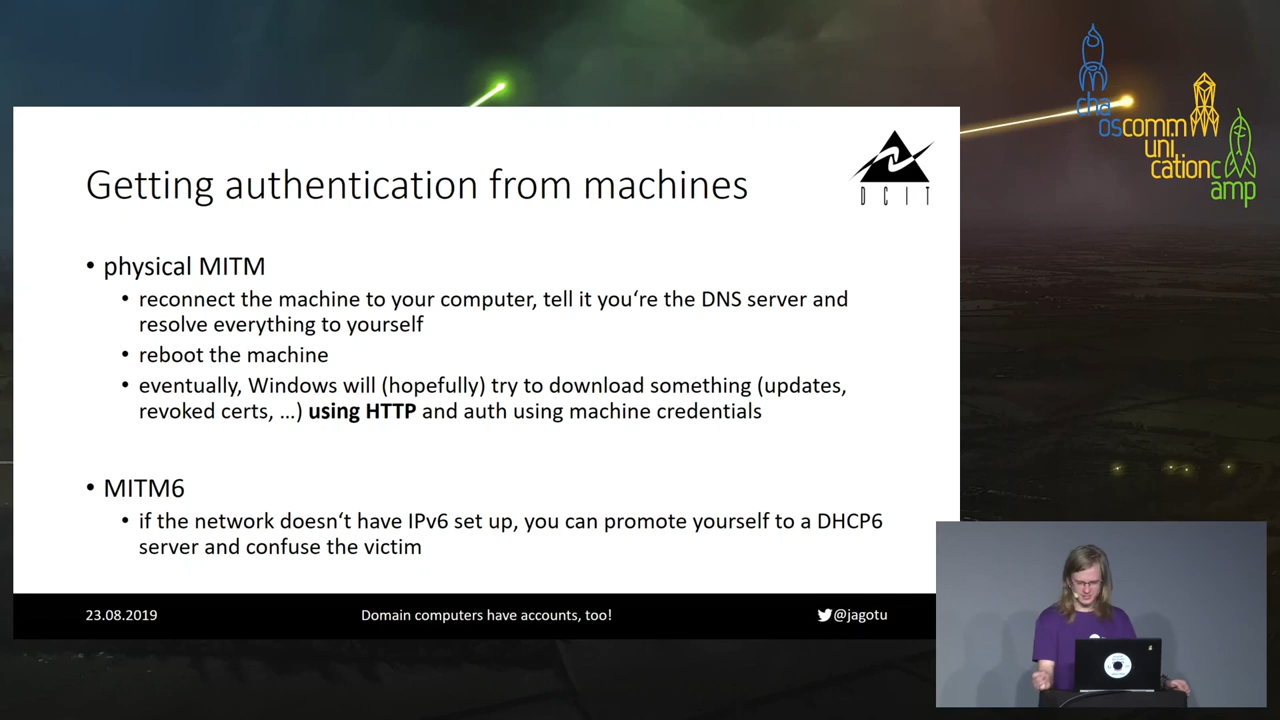 chaoscommunicationcamp
DCIT
Getting authentication from machines
• physical MITM
• reconnect the machine to your computer, tell it you‘re the DNS server and
resolve everything to yourself
• reboot the machine
• eventually, Windows will (hopefully) try to download something (updates,
revoked certs, …) using HTTP and auth using machine credentials
• MITM6
• if the network doesn‘t have IPv6 set up, you can promote yourself to a DHCP6
server and confuse the victim
23.08.2019
Domain computers have accounts, too!
@jagotu